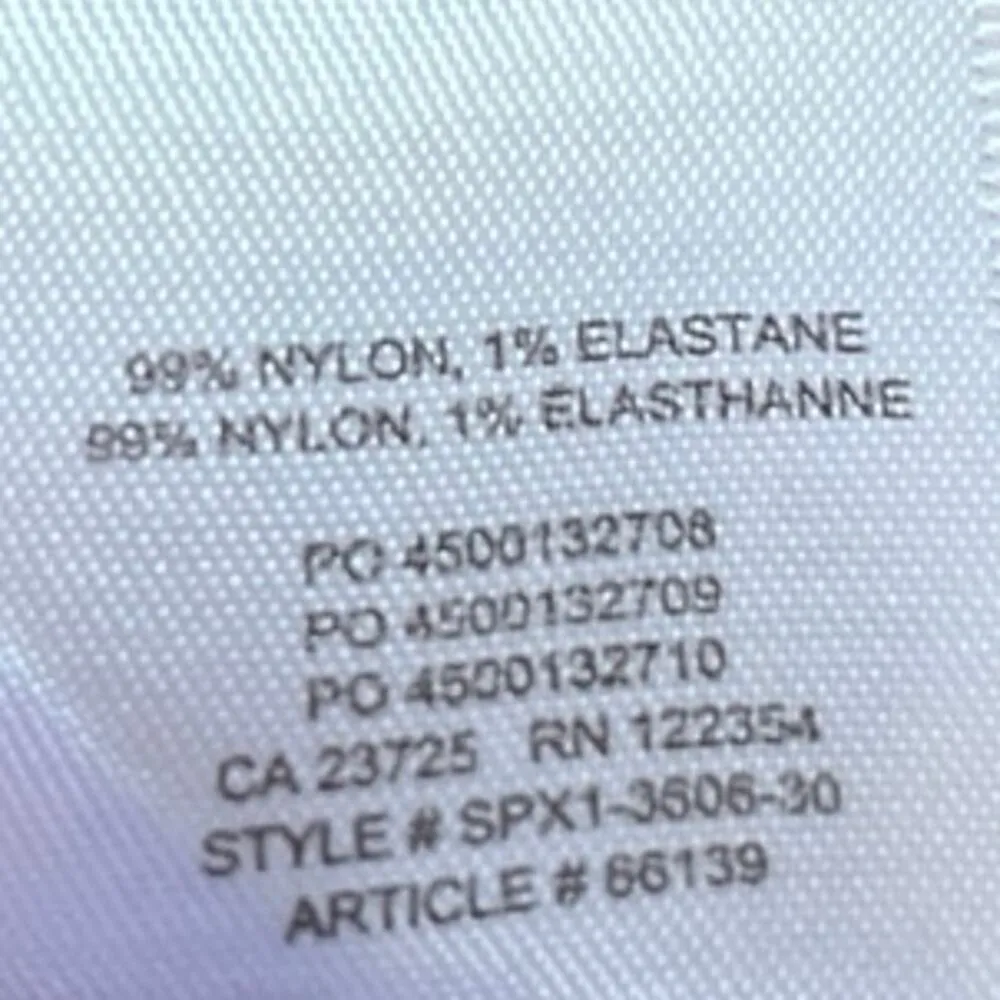 99% NYLON, 1% ELASTANE
99% NYLON, 1% ÉLASTHANNE
PO 4500132708
PO 4500132709
PO 4500132710
CA 23725 RN 122354
STYLE # SPX1-3606-30
ARTICLE # 66139